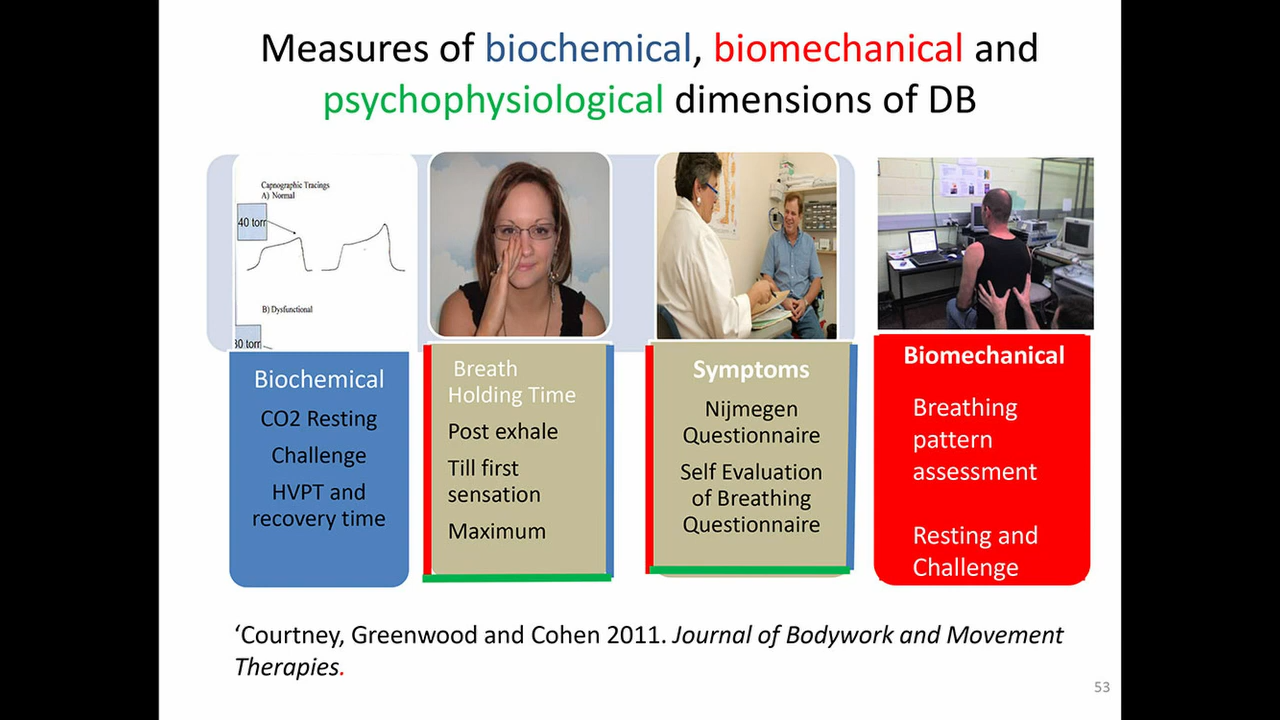 Measures of biochemical, biomechanical and
psychophysiological dimensions of DB
Capnographic Tracings
A) Normal
40 torr
B) Dysfunctional
30 torr
Biochemical
CO2 Resting
Challenge
HVPT and
recovery time
Breath
Holding Time
Post exhale
Till first
sensation
Maximum
Symptoms
Nijmegen
Questionnaire
Self Evaluation
of Breathing
Questionnaire
Biomechanical
Breathing
pattern
assessment
Resting and
Challenge
‘Courtney, Greenwood and Cohen 2011. Journal of Bodywork and Movement
Therapies.
53